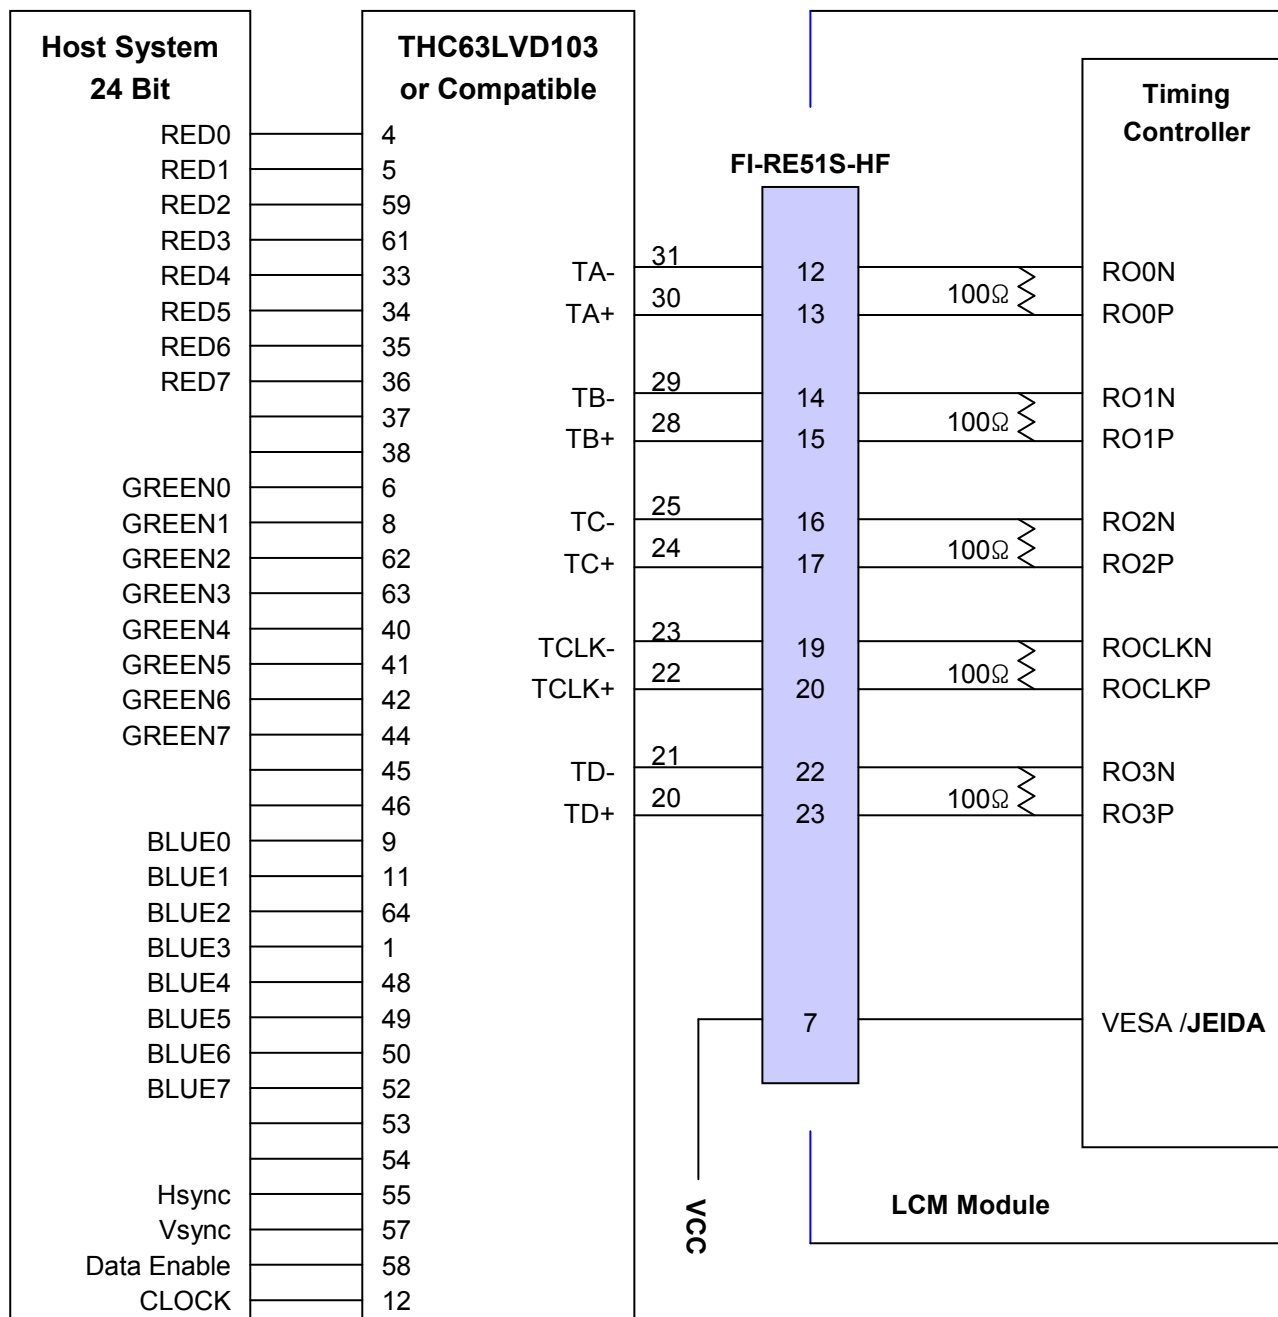 Host System
24 Bit
RED0
RED1
RED2
RED3
RED4
RED5
RED6
RED7
GREEN0
GREEN1
GREEN2
GREEN3
GREEN4
GREEN5
GREEN6
GREEN7
BLUE0
BLUE1
BLUE2
BLUE3
BLUE4
BLUE5
BLUE6
BLUE7
Hsync
Vsync
Data Enable
CLOCK
THC63LVD103
or Compatible
4
5
59
61
33
34
35
36
37
38
6
8
62
63
40
41
42
44
45
46
9
11
64
1
48
49
50
52
53
54
55
57
58
12
TA-
TA+
TB-
TB+
TC-
TC+
TCLK-
TCLK+
TD-
TD+
31
30
29
28
25
24
23
22
21
20
FI-RE51S-HF
12
13
14
15
16
17
19
20
22
23
7
VCC
100Ω
100Ω
100Ω
100Ω
100Ω
Timing
Controller
RO0N
RO0P
RO1N
RO1P
RO2N
RO2P
ROCLKN
ROCLKP
RO3N
RO3P
VESA /JEIDA
LCM Module